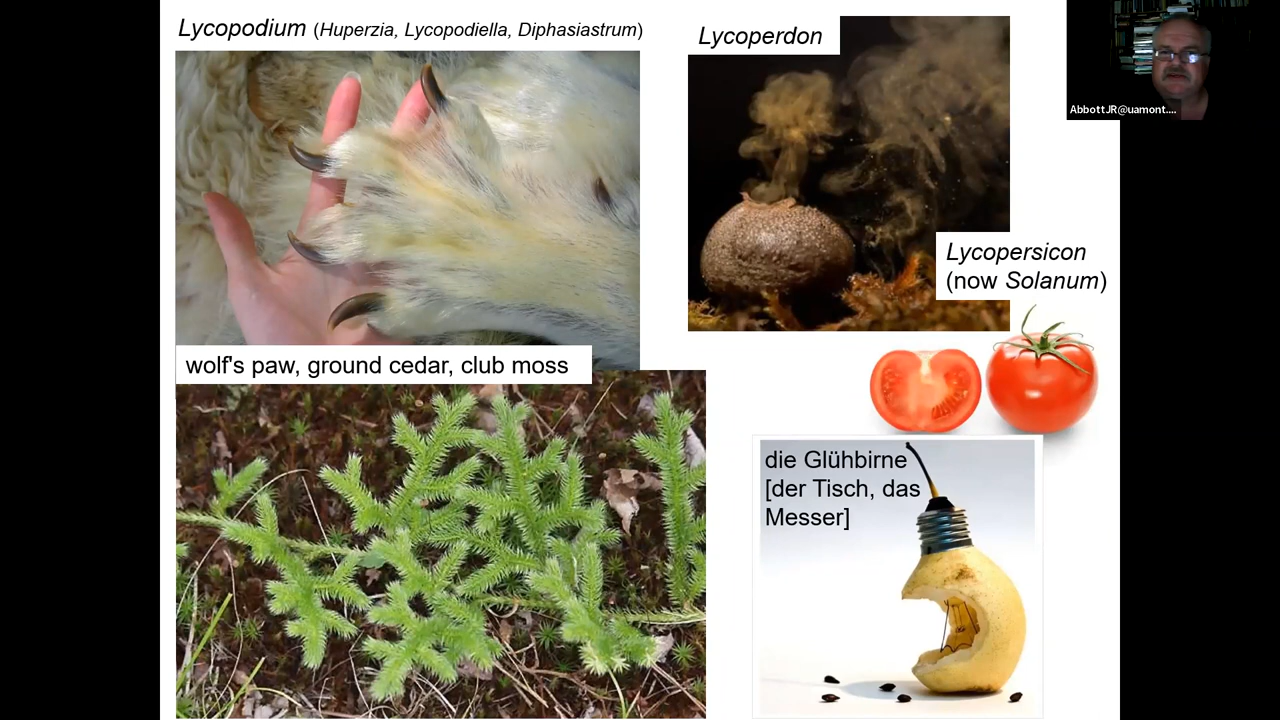 Lycopodium (Huperzia, Lycopodiella, Diphasiastrum)
Lycoperdon
AbbottJR@uamont....
Lycopersicon
(now Solanum)
wolf's paw, ground cedar, club moss
die Glühbirne
[der Tisch, das
Messer]